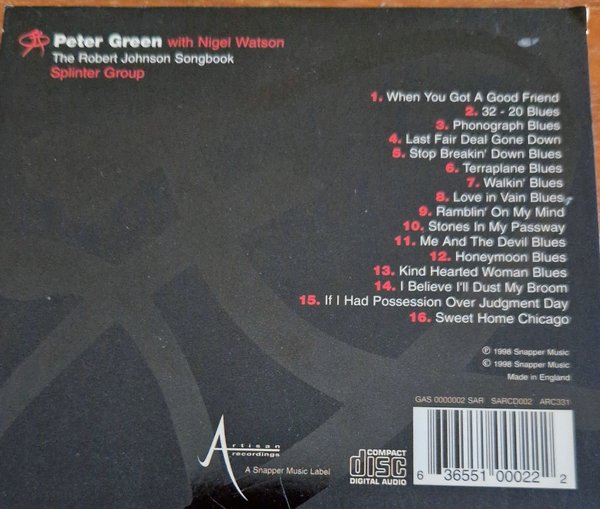 Peter Green with Nigel Watson
The Robert Johnson Songbook
Splinter Group
1. When You Got A Good Friend
2. 32 - 20 Blues
3. Phonograph Blues
4. Last Fair Deal Gone Down
5. Stop Breakin' Down Blues
6. Terraplane Blues
7. Walkin' Blues
8. Love in Vain Blues
9. Ramblin' On My Mind
10. Stones In My Passway
11. Me And The Devil Blues
12. Honeymoon Blues
13. Kind Hearted Woman Blues
14. I Believe I'll Dust My Broom
15. If I Had Possession Over Judgment Day
16. Sweet Home Chicago
℗ 1998 Snapper Music
© 1998 Snapper Music
Made in England
GAS 0000002 SAR SARCD002 ARC331
Artisan
recordings
A Snapper Music Label
COMPACT
disc
DIGITAL AUDIO
6 36551 00022 2